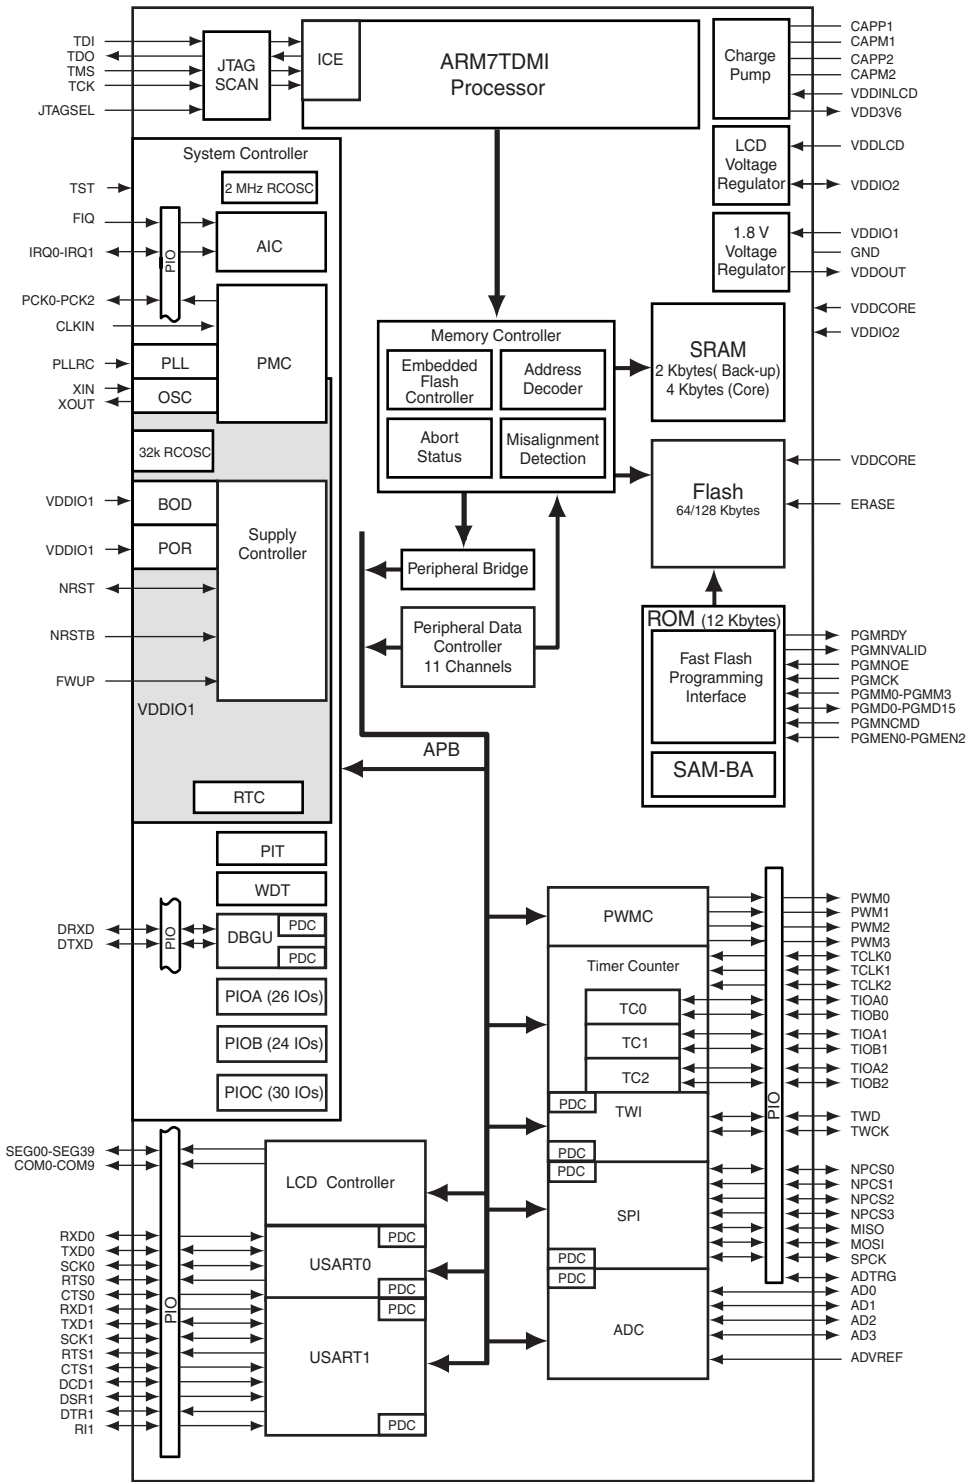 TDI
TDO
TMS
TCK
JTAGSEL
JTAG
SCAN
ICE
ARM7TDMI
Processor
Charge
Pump
CAPP1
CAPM1
CAPP2
CAPM2
VDDINLCD
VDD3V6
LCD
Voltage
Regulator
VDDLCD
VDDIO2
1.8 V
Voltage
Regulator
VDDIO1
GND
VDDOUT
VDDCORE
VDDIO2
System Controller
2 MHz RCOSC
TST
FIQ
IRQ0-IRQ1
PIO
AIC
PCK0-PCK2
CLKIN
PMC
PLLRC
PLL
XIN
XOUT
OSC
32k RCOSC
VDDIO1
BOD
VDDIO1
POR
Supply
Controller
NRST
NRSTB
FWUP
VDDIO1
RTC
PIT
WDT
DRXD
DTXD
PIO
DBGU
PDC
PDC
PIOA (26 IOs)
PIOB (24 IOs)
PIOC (30 IOs)
Memory Controller
Embedded
Flash
Controller
Address
Decoder
Abort
Status
Misalignment
Detection
SRAM
2 Kbytes( Back-up)
4 Kbytes (Core)
Flash
64/128 Kbytes
VDDCORE
ERASE
Peripheral Bridge
Peripheral Data
Controller
11 Channels
APB
ROM (12 Kbytes)
Fast Flash
Programming
Interface
SAM-BA
PGMRDY
PGMNVALID
PGMNOE
PGMCK
PGMM0-PGMM3
PGMD0-PGMD15
PGMNCMD
PGMEN0-PGMEN2
SEG00-SEG39
COM0-COM9
RXD0
TXD0
SCK0
RTS0
CTS0
RXD1
TXD1
SCK1
RTS1
CTS1
DCD1
DSR1
DTR1
RI1
PIO
LCD Controller
PDC
USART0
PDC
PDC
USART1
PDC
PWMC
Timer Counter
TC0
TC1
TC2
PDC
TWI
PDC
PDC
SPI
PDC
PDC
ADC
PIO
PWM0
PWM1
PWM2
PWM3
TCLK0
TCLK1
TCLK2
TIOA0
TIOB0
TIOA1
TIOB1
TIOA2
TIOB2
TWD
TWCK
NPCS0
NPCS1
NPCS2
NPCS3
MISO
MOSI
SPCK
ADTRG
AD0
AD1
AD2
AD3
ADVREF